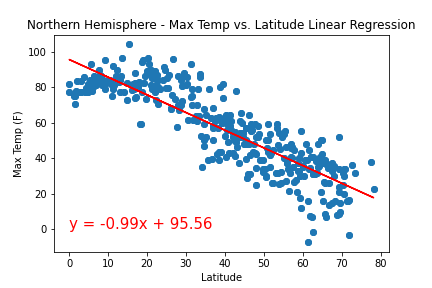 Northern Hemisphere - Max Temp vs. Latitude Linear Regression
Max Temp (F)
100
80
60
40
20
0
y = -0.99x + 95.56
0 10 20 30 40 50 60 70 80
Latitude